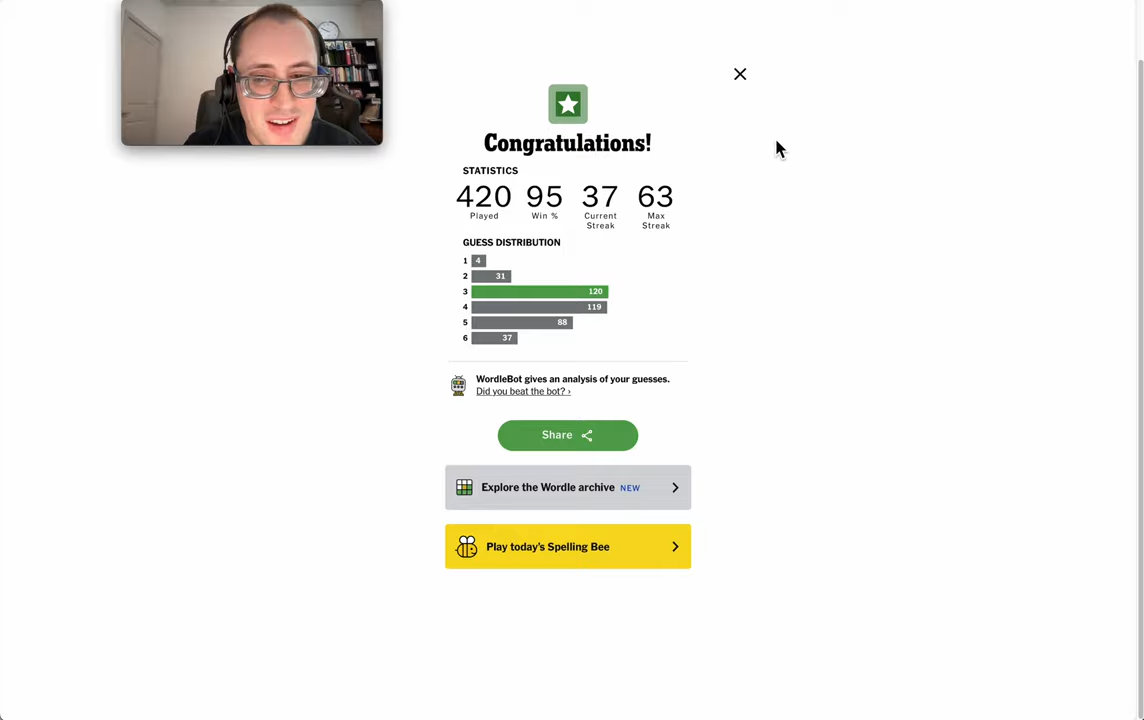 Congratulations!
STATISTICS
420 95 37 63
Played Win % Current Streak Max Streak
GUESS DISTRIBUTION
1 4
2 31
3 120
4 119
5 88
6 37
WordleBot gives an analysis of your guesses.
Did you beat the bot? ›
Share
Explore the Wordle archive NEW
Play today's Spelling Bee